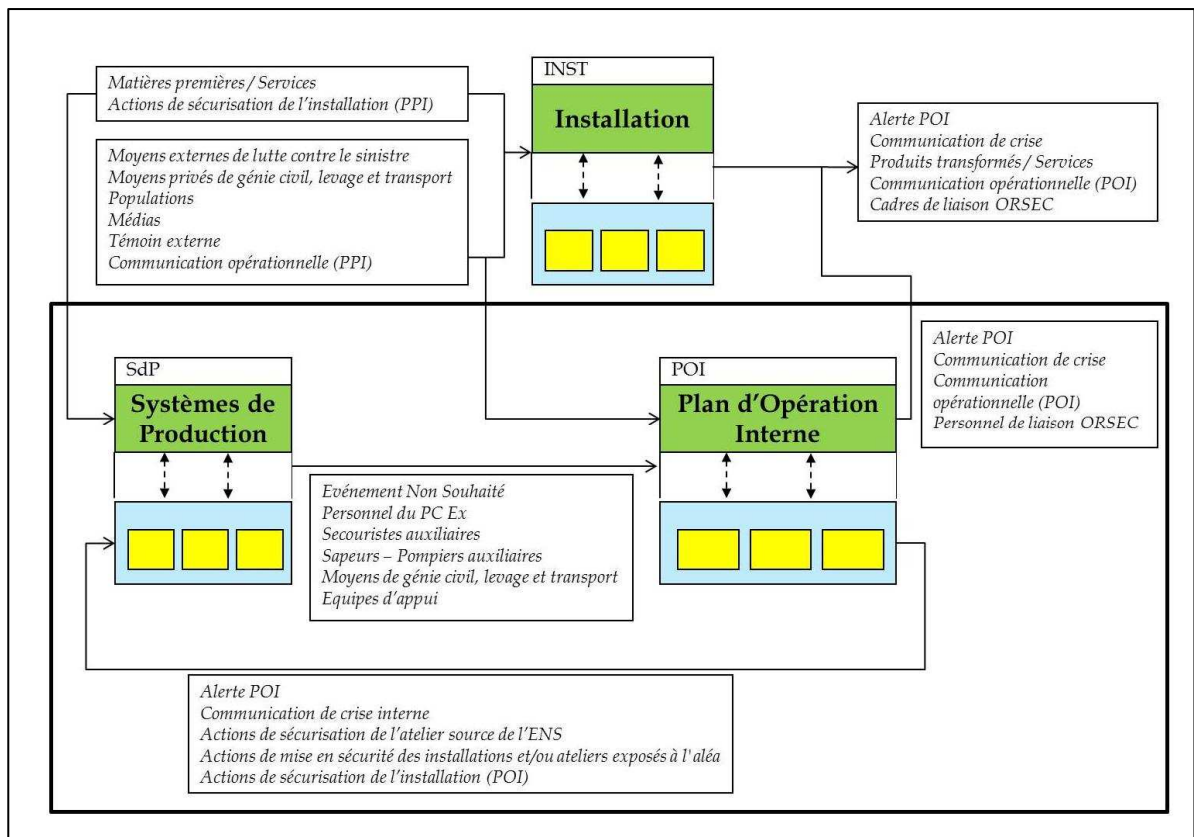 Matières premières / Services
Actions de sécurisation de l'installation (PPI)
Moyens externes de lutte contre le sinistre
Moyens privés de génie civil, levage et transport
Populations
Médias
Témoin externe
Communication opérationnelle (PPI)
INST
Installation
Alerte POI
Communication de crise
Produits transformés / Services
Communication opérationnelle (POI)
Cadres de liaison ORSEC
SdP
Systèmes de
Production
POI
Plan d'Opération
Interne
Alerte POI
Communication de crise
Communication
opérationnelle (POI)
Personnel de liaison ORSEC
Evénement Non Souhaité
Personnel du PC Ex
Secouristes auxiliaires
Sapeurs – Pompiers auxiliaires
Moyens de génie civil, levage et transport
Equipes d'appui
Alerte POI
Communication de crise interne
Actions de sécurisation de l'atelier source de l'ENS
Actions de mise en sécurité des installations et/ou ateliers exposés à l'aléa
Actions de sécurisation de l'installation (POI)